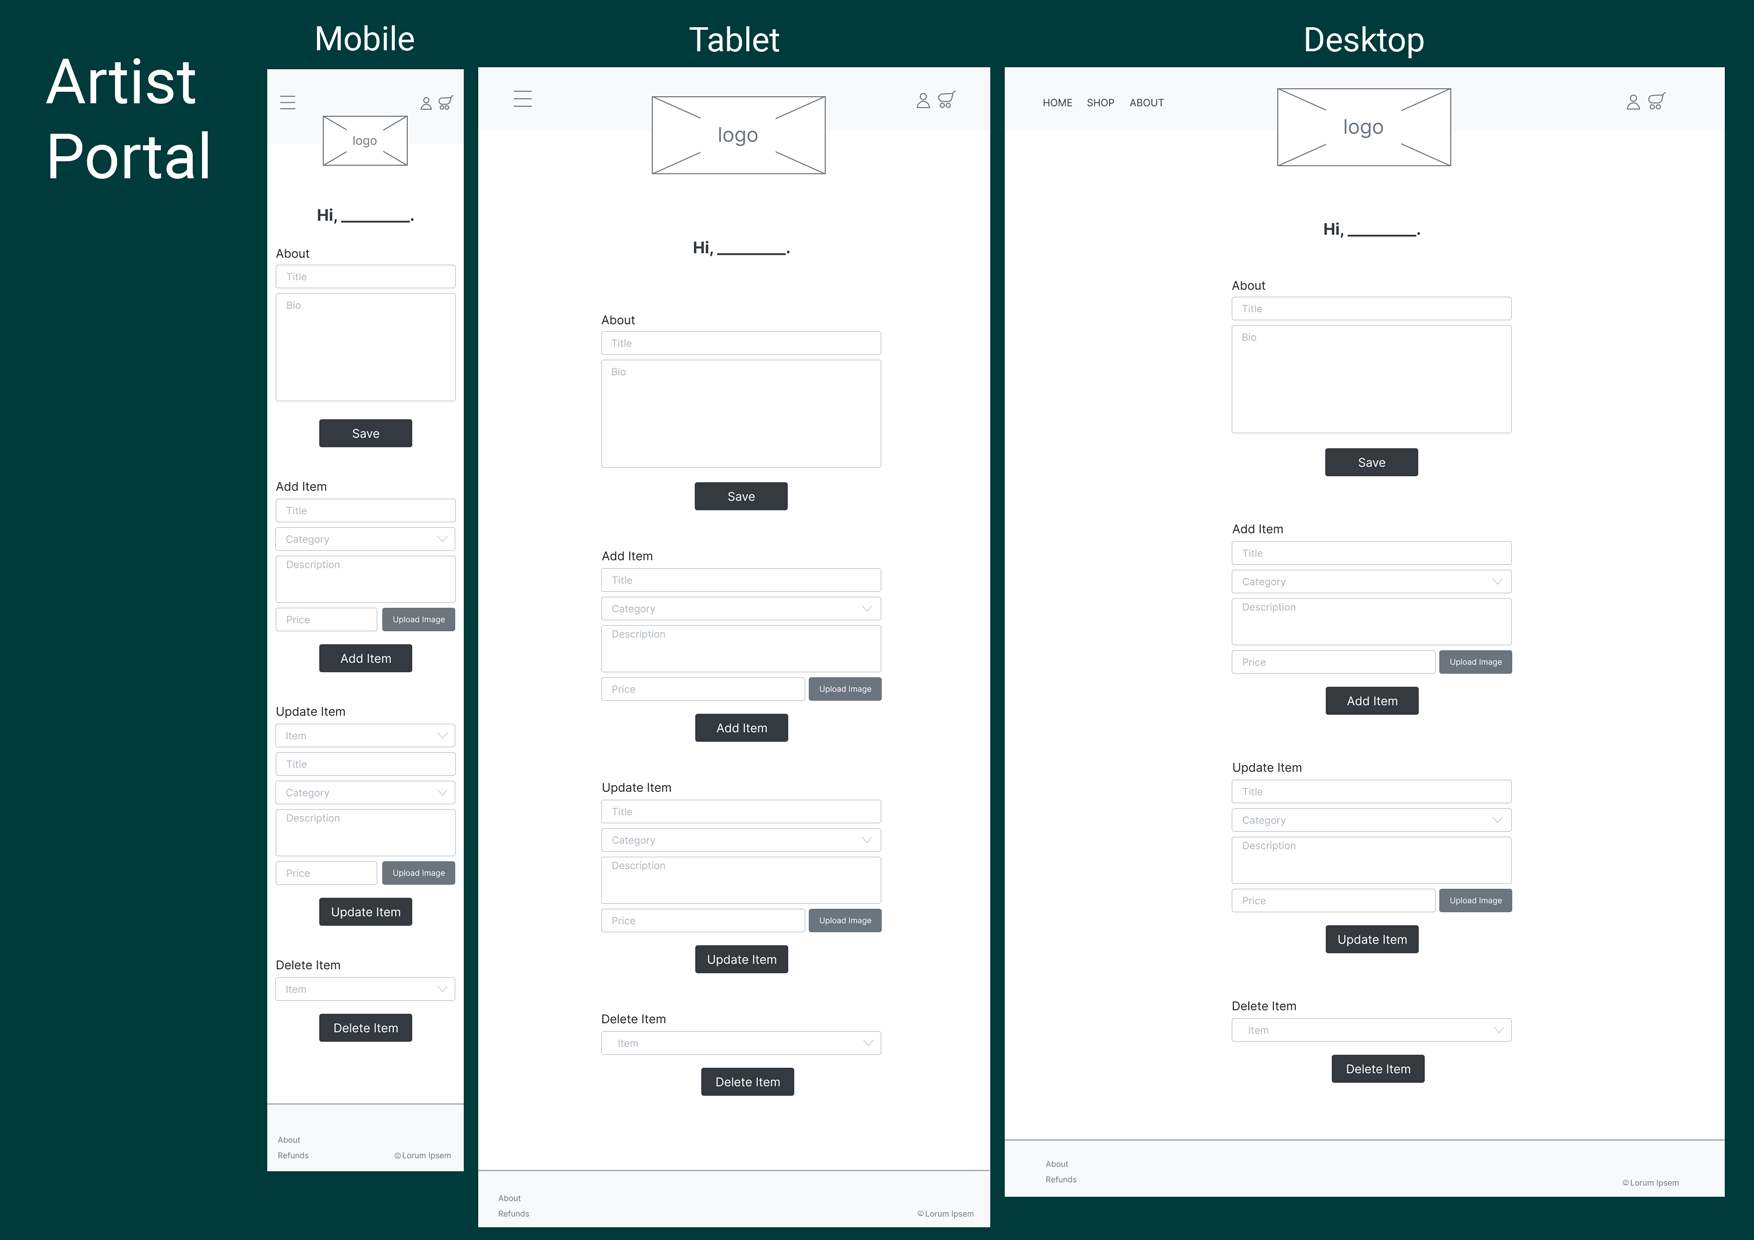 Artist
Portal
Mobile
logo
Hi, ________.
About
Title
Bio
Save
Add Item
Title
Category
Description
Price
Upload Image
Add Item
Update Item
Item
Title
Category
Description
Price
Upload Image
Update Item
Delete Item
Item
Delete Item
About
Refunds
©Lorum Ipsem
Tablet
logo
Hi, ________.
About
Title
Bio
Save
Add Item
Title
Category
Description
Price
Upload Image
Add Item
Update Item
Title
Category
Description
Price
Upload Image
Update Item
Delete Item
Item
Delete Item
About
Refunds
©Lorum Ipsem
Desktop
HOME SHOP ABOUT
logo
Hi, ________.
About
Title
Bio
Save
Add Item
Title
Category
Description
Price
Upload Image
Add Item
Update Item
Title
Category
Description
Price
Upload Image
Update Item
Delete Item
Item
Delete Item
About
Refunds
©Lorum Ipsem